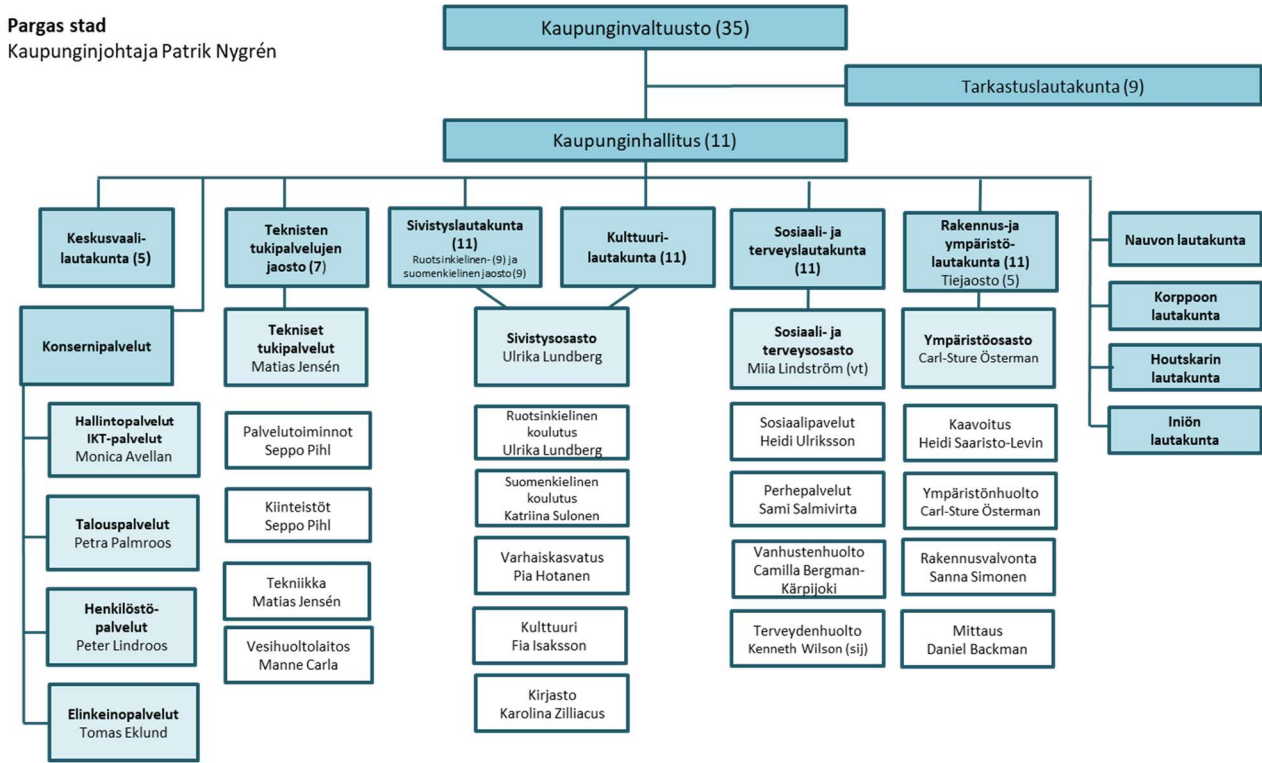 Pargas stad
Kaupunginjohtaja Patrik Nygrén
Kaupunginvaltuusto (35)
Tarkastuslautakunta (9)
Kaupunginhallitus (11)
Keskusvaali-
lautakunta (5)
Teknisten
tukipalvelujen
jaosto (7)
Sivistyslautakunta
(11)
Ruotsinkielinen- (9) ja
suomenkielinen jaosto (9)
Kulttuuri-
lautakunta (11)
Sosiaali- ja
terveyslautakunta
(11)
Rakennus-ja
ympäristö-
lautakunta (11)
Tiejaosto (5)
Nauvon lautakunta
Korppoon
lautakunta
Houtskarin
lautakunta
Iniön
lautakunta
Konsernipalvelut
Hallintopalvelut
IKT-palvelut
Monica Avellan
Talouspalvelut
Petra Palmroos
Henkilöstö-
palvelut
Peter Lindroos
Elinkeinopalvelut
Tomas Eklund
Tekniset
tukipalvelut
Matias Jensén
Palvelutoiminnot
Seppo Pihl
Kiinteistöt
Seppo Pihl
Tekniikka
Matias Jensén
Vesihuoltolaitos
Manne Carla
Sivistysosasto
Ulrika Lundberg
Ruotsinkielinen
koulutus
Ulrika Lundberg
Suomenkielinen
koulutus
Katriina Sulonen
Varhaiskasvatus
Pia Hotanen
Kulttuuri
Fia Isaksson
Kirjasto
Karolina Zilliacus
Sosiaali- ja
terveysosasto
Miia Lindström (vt)
Sosiaalipavelut
Heidi Ulriksson
Perhepalvelut
Sami Salmivirta
Vanhustenhuolto
Camilla Bergman-
Kärpijoki
Terveydenhuolto
Kenneth Wilson (sij)
Ympäristöosasto
Carl-Sture Österman
Kaavoitus
Heidi Saaristo-Levin
Ympäristönhuolto
Carl-Sture Österman
Rakennusvalvonta
Sanna Simonen
Mittaus
Daniel Backman